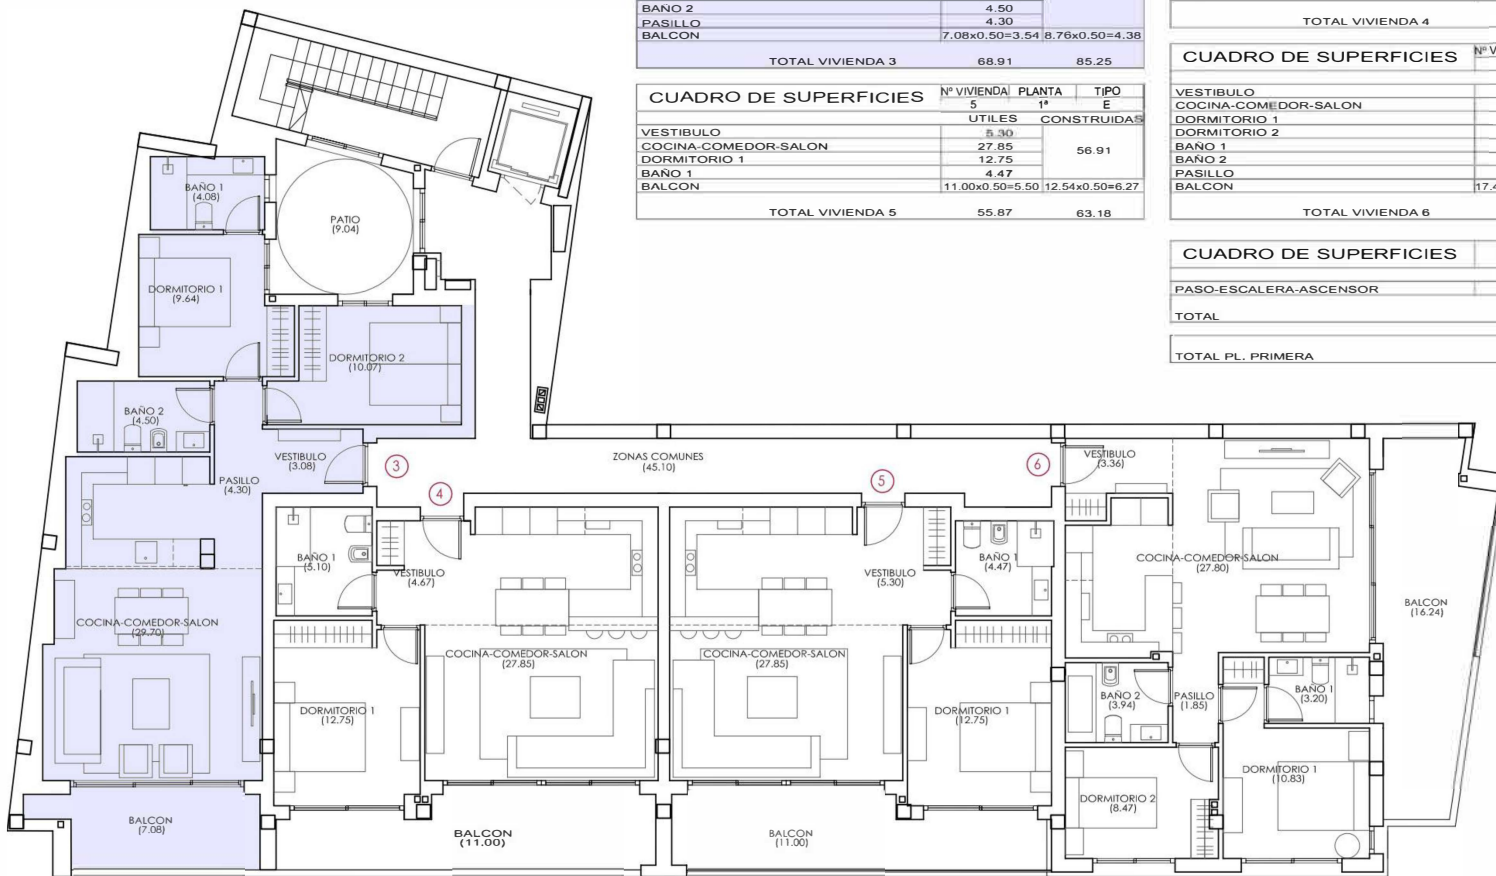 BAÑO 2 4.50
PASILLO 4.30
BALCON 7.08x0.50=3.54 8.76x0.50=4.38
TOTAL VIVIENDA 3 68.91 85.25
TOTAL VIVIENDA 4
CUADRO DE SUPERFICIES Nº VIVIENDA PLANTA TIPO
5 1ª E
UTILES CONSTRUIDAS
VESTIBULO 5.30
COCINA-COMEDOR-SALON 27.85
56.91
DORMITORIO 1 12.75
BAÑO 1 4.47
BALCON 11.00x0.50=5.50 12.54x0.50=6.27
TOTAL VIVIENDA 5 55.87 63.18
CUADRO DE SUPERFICIES Nº V
VESTIBULO
COCINA-COMEDOR-SALON
DORMITORIO 1
DORMITORIO 2
BAÑO 1
BAÑO 2
PASILLO
BALCON 17.4
TOTAL VIVIENDA 6
CUADRO DE SUPERFICIES
PASO-ESCALERA-ASCENSOR
TOTAL
TOTAL PL. PRIMERA
BAÑO 1
(4.08)
PATIO
(9.04)
DORMITORIO 1
(9.64)
DORMITORIO 2
(10.07)
BAÑO 2
(4.50)
VESTIBULO
(3.08)
PASILLO
(4.30)
3
4
ZONAS COMUNES
(45.10)
5
6
VESTIBULO
(3.36)
BAÑO 1
(5.10)
VESTIBULO
(4.67)
VESTIBULO
(5.30)
BAÑO 1
(4.47)
COCINA-COMEDOR-SALON
(27.80)
BALCON
(16.24)
COCINA-COMEDOR-SALON
(29.70)
COCINA-COMEDOR-SALON
(27.85)
COCINA-COMEDOR-SALON
(27.85)
DORMITORIO 1
(12.75)
DORMITORIO 1
(12.75)
BAÑO 2
(3.94)
PASILLO
(1.85)
BAÑO 1
(3.20)
DORMITORIO 1
(10.83)
DORMITORIO 2
(8.47)
BALCON
(7.08)
BALCON
(11.00)
BALCON
(11.00)